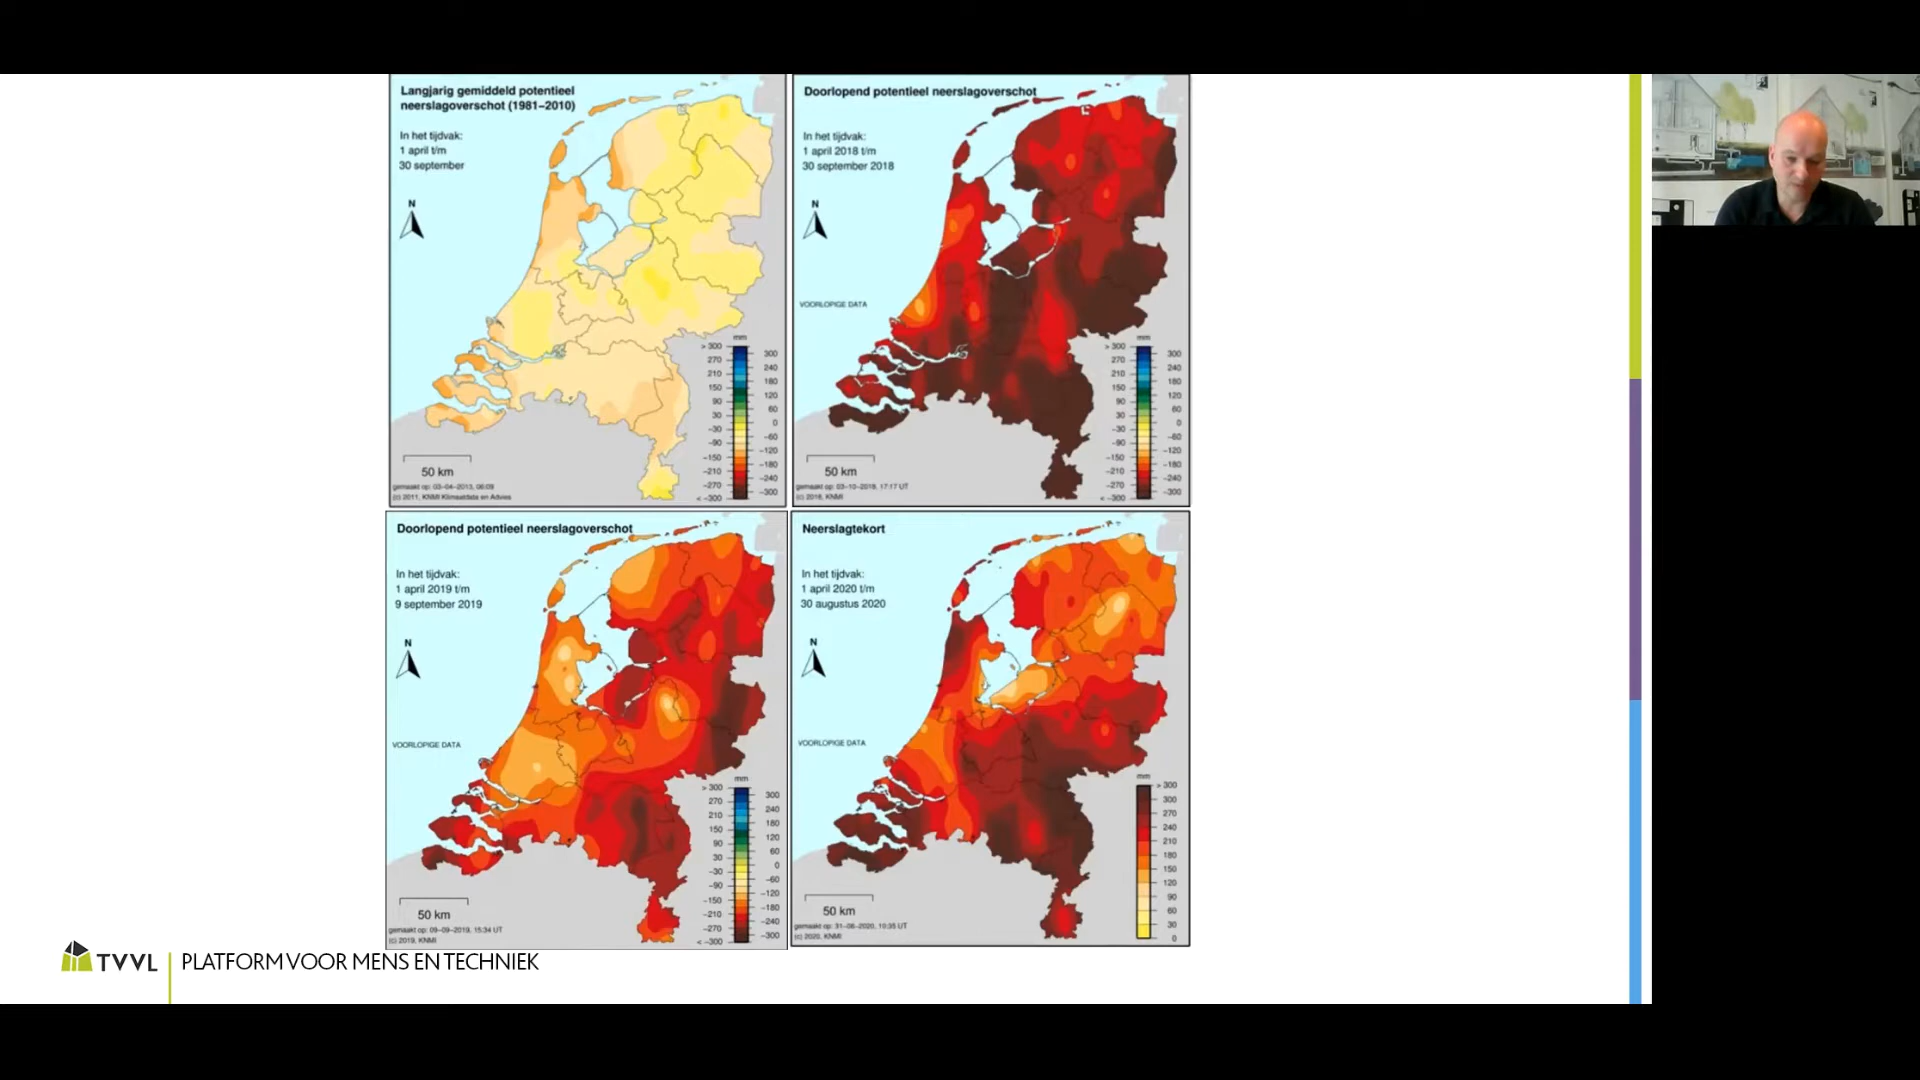 Langjarig gemiddeld potentieel
neerslagoverschot (1981-2010)
In het tijdvak:
1 april t/m
30 september
N
mm
> 300
300
270
240
210
180
150
120
90
60
30
0
-30
-60
-90
-120
-150
-180
-210
-240
-270
-300
< -300
50 km
gemaakt op: 03-04-2013, 06:09
(c) 2011, KNMI Klimaatdata en Advies
Doorlopend potentieel neerslagoverschot
In het tijdvak:
1 april 2018 t/m
30 september 2018
N
VOORLOPIGE DATA
mm
> 300
300
270
240
210
180
150
120
90
60
30
0
-30
-60
-90
-120
-150
-180
-210
-240
-270
-300
< -300
50 km
gemaakt op: 03-10-2018, 17:17 UT
(c) 2018, KNMI
Doorlopend potentieel neerslagoverschot
In het tijdvak:
1 april 2019 t/m
9 september 2019
N
VOORLOPIGE DATA
mm
> 300
300
270
240
210
180
150
120
90
60
30
0
-30
-60
-90
-120
-150
-180
-210
-240
-270
-300
< -300
50 km
gemaakt op: 09-09-2019, 15:34 UT
(c) 2019, KNMI
Neerslagtekort
In het tijdvak:
1 april 2020 t/m
30 augustus 2020
N
VOORLOPIGE DATA
mm
> 300
300
270
240
210
180
150
120
90
60
30
0
50 km
gemaakt op: 31-08-2020, 10:35 UT
(c) 2020, KNMI
TVVL
PLATFORM VOOR MENS EN TECHNIEK